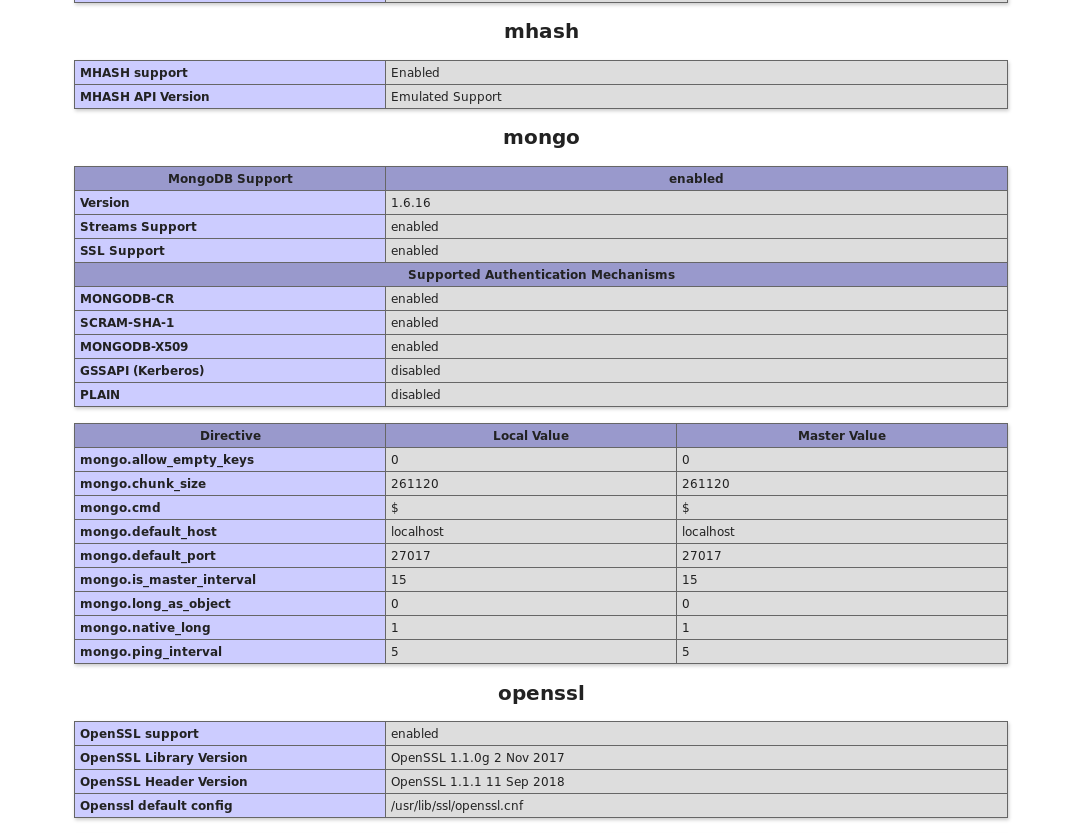 mhash
MHASH support Enabled
MHASH API Version Emulated Support
mongo
MongoDB Support enabled
Version 1.6.16
Streams Support enabled
SSL Support enabled
Supported Authentication Mechanisms
MONGODB-CR enabled
SCRAM-SHA-1 enabled
MONGODB-X509 enabled
GSSAPI (Kerberos) disabled
PLAIN disabled
Directive Local Value Master Value
mongo.allow_empty_keys 0 0
mongo.chunk_size 261120 261120
mongo.cmd $ $
mongo.default_host localhost localhost
mongo.default_port 27017 27017
mongo.is_master_interval 15 15
mongo.long_as_object 0 0
mongo.native_long 1 1
mongo.ping_interval 5 5
openssl
OpenSSL support enabled
OpenSSL Library Version OpenSSL 1.1.0g 2 Nov 2017
OpenSSL Header Version OpenSSL 1.1.1 11 Sep 2018
Openssl default config /usr/lib/ssl/openssl.cnf